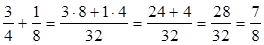 3/4 + 1/8 = (3·8+1·4)/32 = (24+4)/32 = 28/32 = 7/8